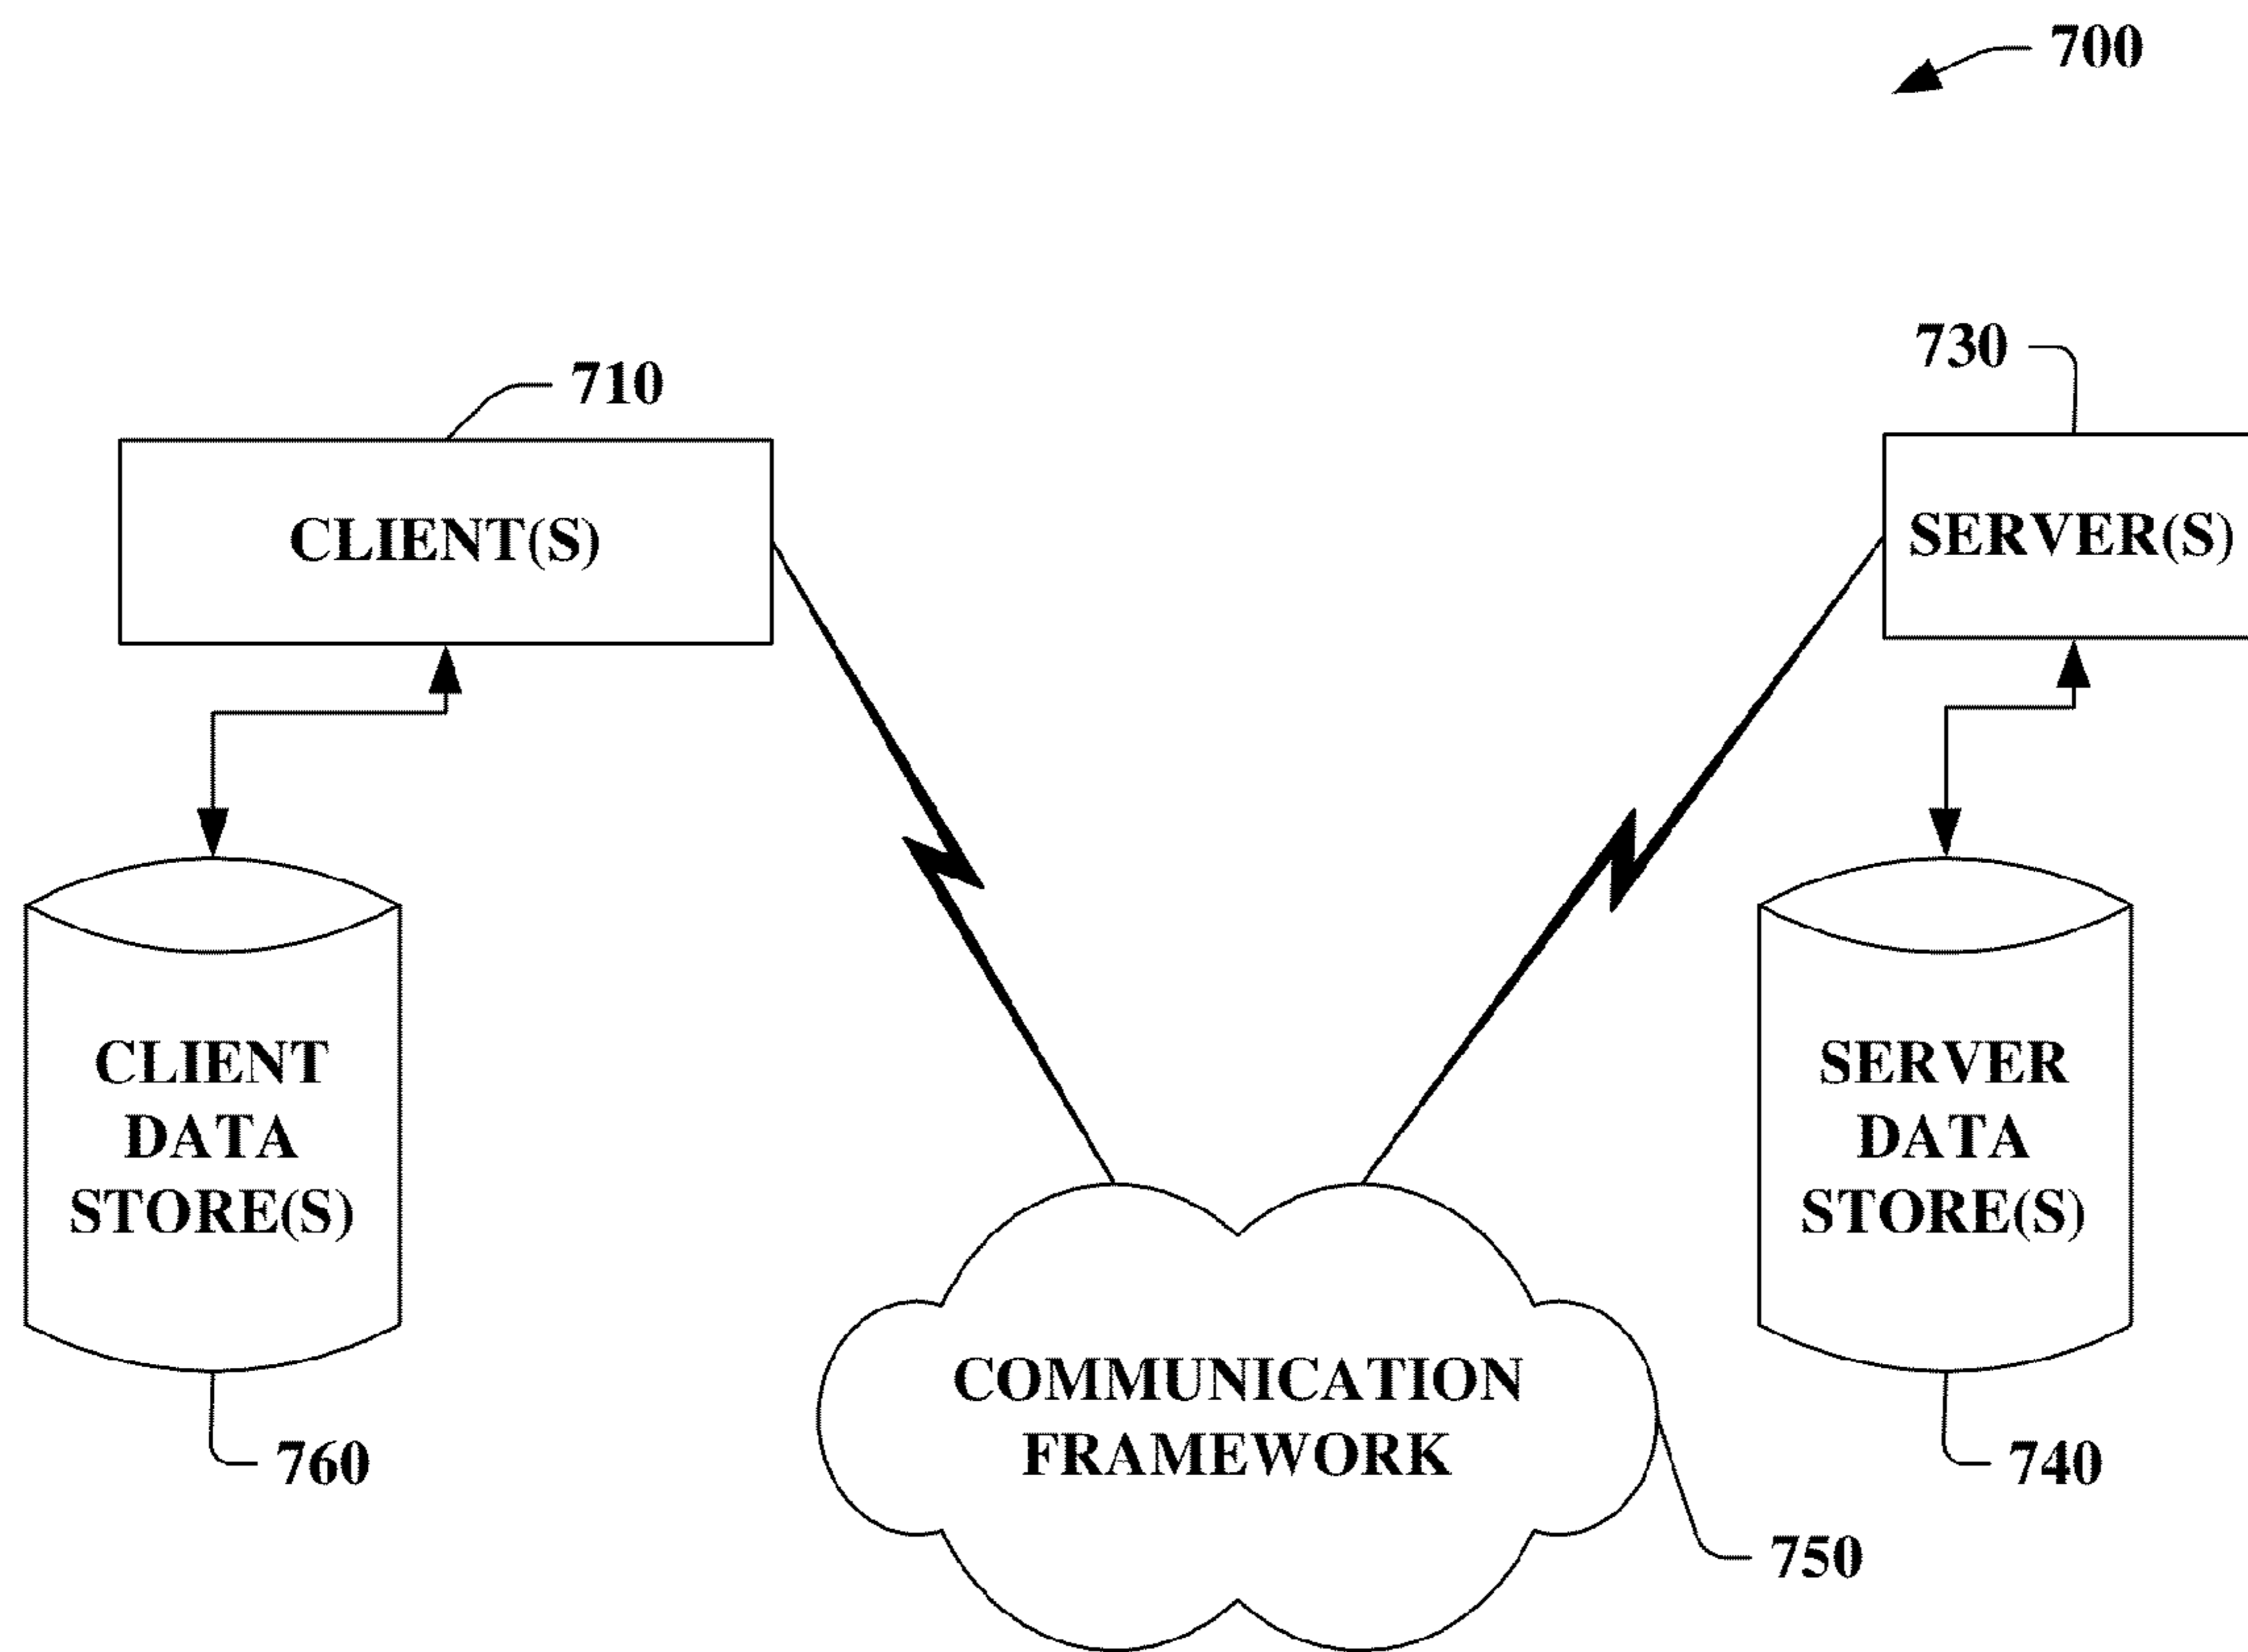 700
730
710
CLIENT(S)
SERVER(S)
CLIENT
DATA
STORE(S)
SERVER
DATA
STORE(S)
COMMUNICATION
FRAMEWORK
760
740
750